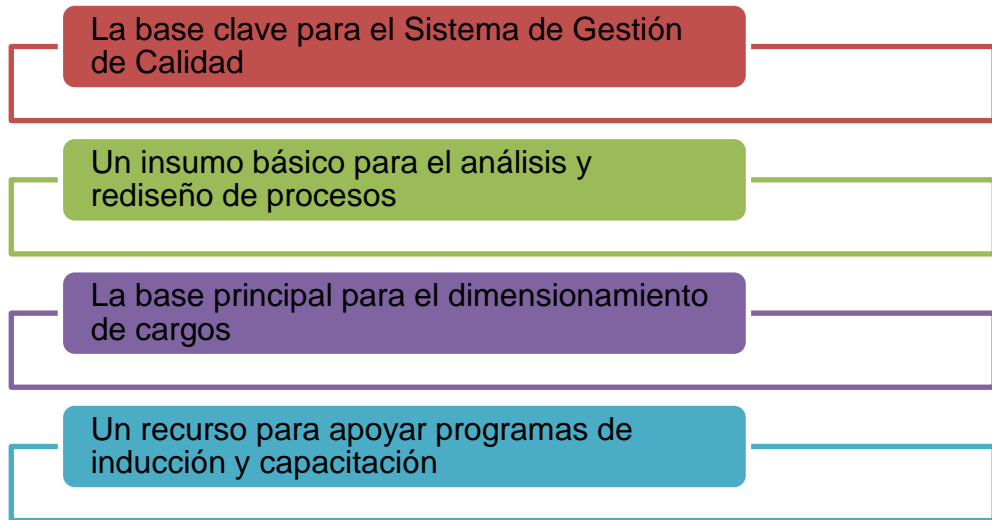 La base clave para el Sistema de Gestión
de Calidad
Un insumo básico para el análisis y
rediseño de procesos
La base principal para el dimensionamiento
de cargos
Un recurso para apoyar programas de
inducción y capacitación